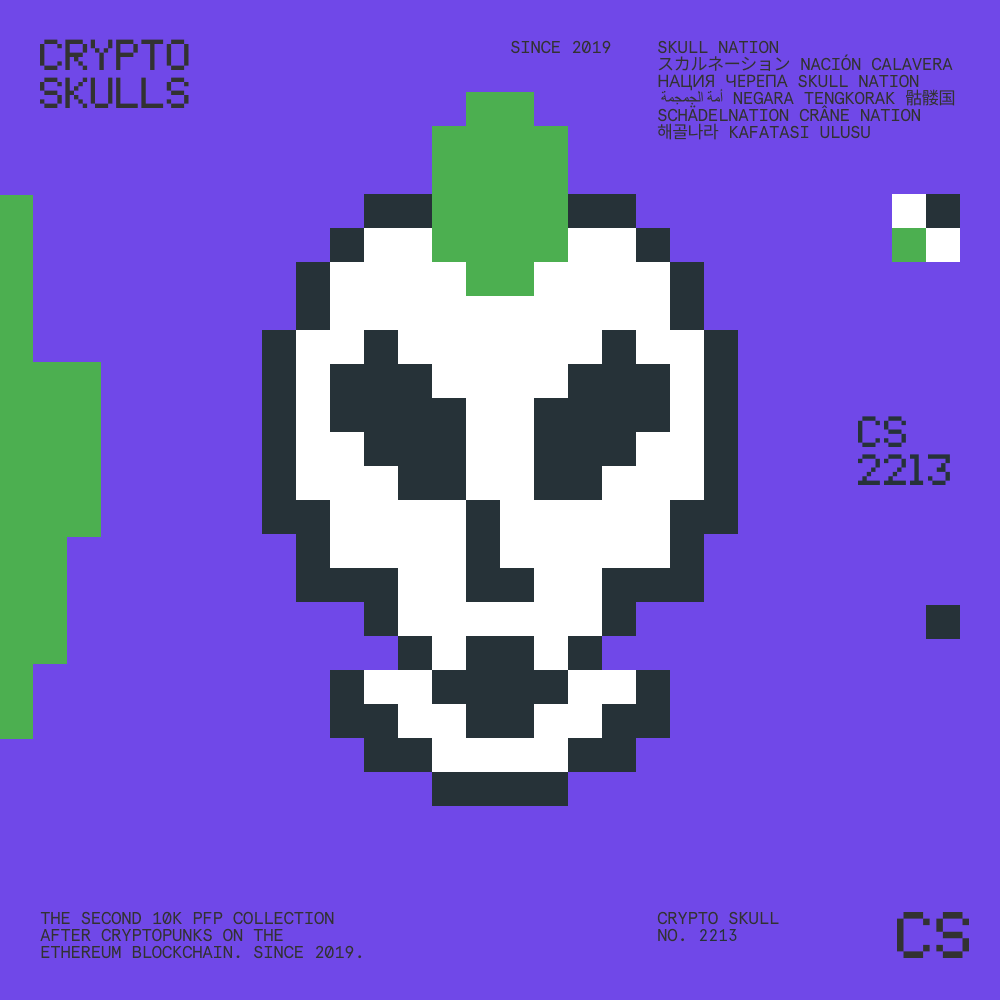 CRYPTO
SKULLS
SINCE 2019
SKULL NATION
スカルネーション NACIÓN CALAVERA
НАЦИЯ ЧЕРЕПА SKULL NATION
أمة الجمجمة NEGARA TENGKORAK 骷髅国
SCHÄDELNATION CRÂNE NATION
해골나라 KAFATASI ULUSU
CS
2213
THE SECOND 10K PFP COLLECTION
AFTER CRYPTOPUNKS ON THE
ETHEREUM BLOCKCHAIN. SINCE 2019.
CRYPTO SKULL
NO. 2213
CS